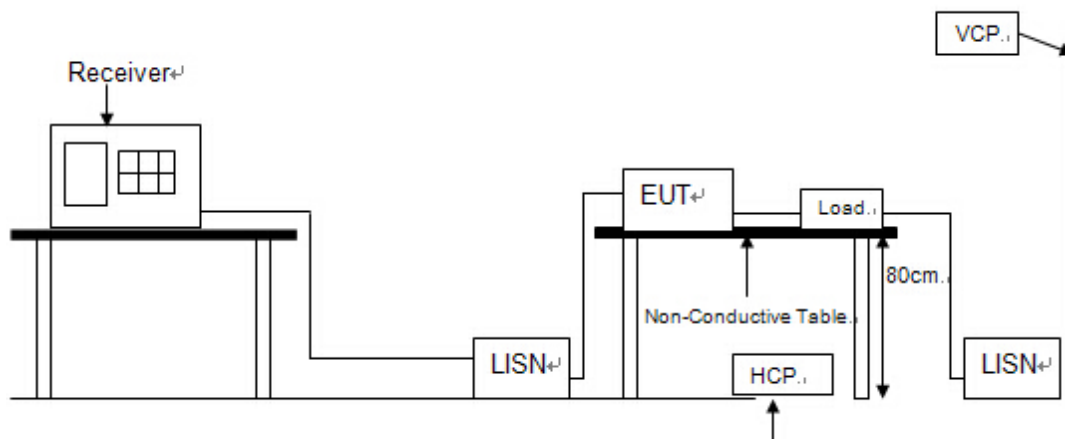 VCP.
Receiver
EUT
Load.
80cm.
Non-Conductive Table.
LISN
HCP.
LISN